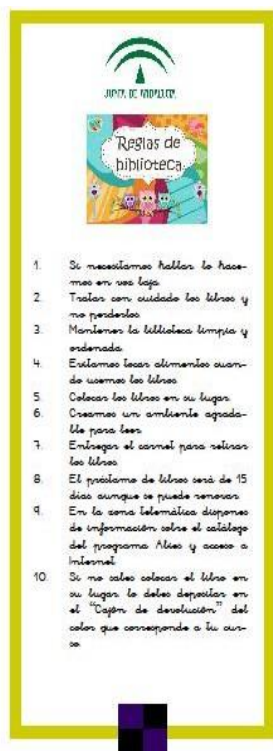 JUNTA DE ANDALUCIA
Reglas de
biblioteca
1. Si necesitamos hablar lo hace-
mos en voz baja
2. Tratar con cuidado los libros y
no perderlos
3. Mantener la biblioteca limpia y
ordenada
4. Evitamos tocar alimentos cuan-
do usemos los libros
5. Colocar los libros en su lugar
6. Creamos un ambiente agrada-
ble para leer
7. Entregar el carnet para retirar
los libros
8. El préstamo de libros será de 15
días aunque se puede renovar
9. En la zona telemática dispones
de información sobre el catálogo
del programa Abies y acceso a
Internet
10. Si no sabes colocar el libro en
su lugar lo debes depositar en
el “Cajón de devolución” del
color que corresponde a tu cur-
so